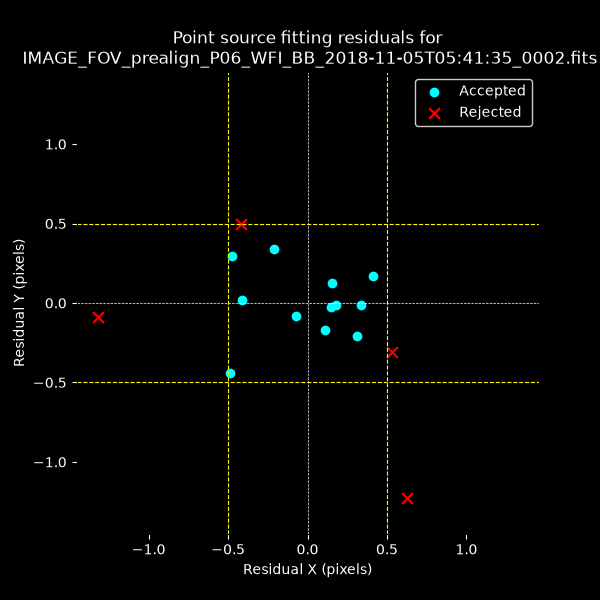 Point source fitting residuals for
IMAGE_FOV_prealign_P06_WFI_BB_2018-11-05T05:41:35_0002.fits
Accepted
Rejected
1.0
0.5
0.0
−0.5
−1.0
Residual Y (pixels)
−1.0
−0.5
0.0
0.5
1.0
Residual X (pixels)